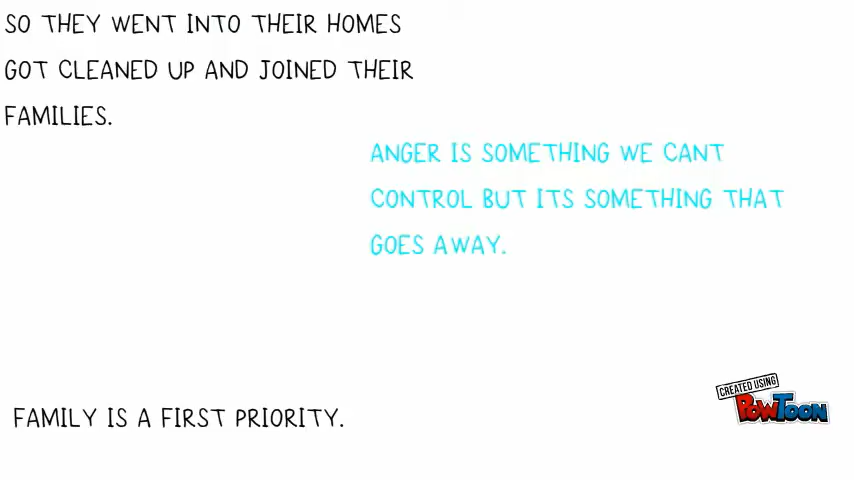 SO THEY WENT INTO THEIR HOMES
GOT CLEANED UP AND JOINED THEIR
FAMILIES.
ANGER IS SOMETHING WE CANT
CONTROL BUT ITS SOMETHING THAT
GOES AWAY.
CREATED USING
POWTOON
FAMILY IS A FIRST PRIORITY.